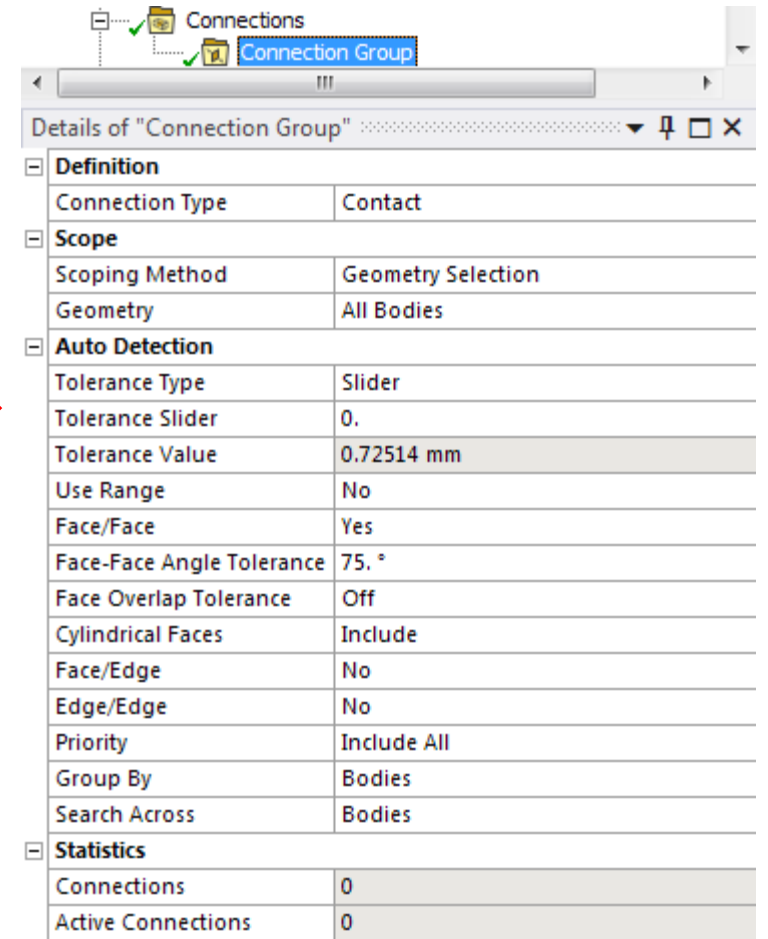 Connections
Connection Group
Details of "Connection Group"
Definition
Connection Type Contact
Scope
Scoping Method Geometry Selection
Geometry All Bodies
Auto Detection
Tolerance Type Slider
Tolerance Slider 0.
Tolerance Value 0.72514 mm
Use Range No
Face/Face Yes
Face-Face Angle Tolerance 75. °
Face Overlap Tolerance Off
Cylindrical Faces Include
Face/Edge No
Edge/Edge No
Priority Include All
Group By Bodies
Search Across Bodies
Statistics
Connections 0
Active Connections 0